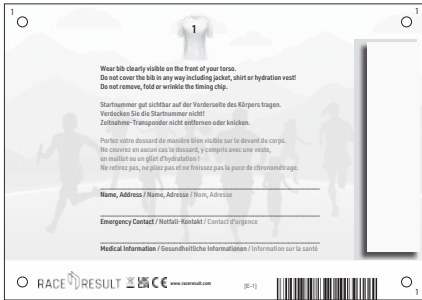 1
1
1
Wear bib clearly visible on the front of your torso.
Do not cover the bib in any way including jacket, shirt or hydration vest!
Do not remove, fold or wrinkle the timing chip.
Startnummer gut sichtbar auf der Vorderseite des Körpers tragen.
Verdecken Sie die Startnummer nicht!
Zeitnahme-Transponder nicht entfernen oder knicken.
Portez votre dossard de manière bien visible sur le devant du corps.
Ne couvrez en aucun cas le dossard, y compris avec une veste,
un maillot ou un gilet d'hydratation !
Ne retirez pas, ne pliez pas et ne froissez pas la puce de chronométrage.
Name, Address / Name, Adresse / Nom, Adresse
Emergency Contact / Notfall-Kontakt / Contact d'urgence
Medical Information / Gesundheitliche Informationen / Information sur la santé
RACE RESULT CE www.raceresult.com [E-1]
1